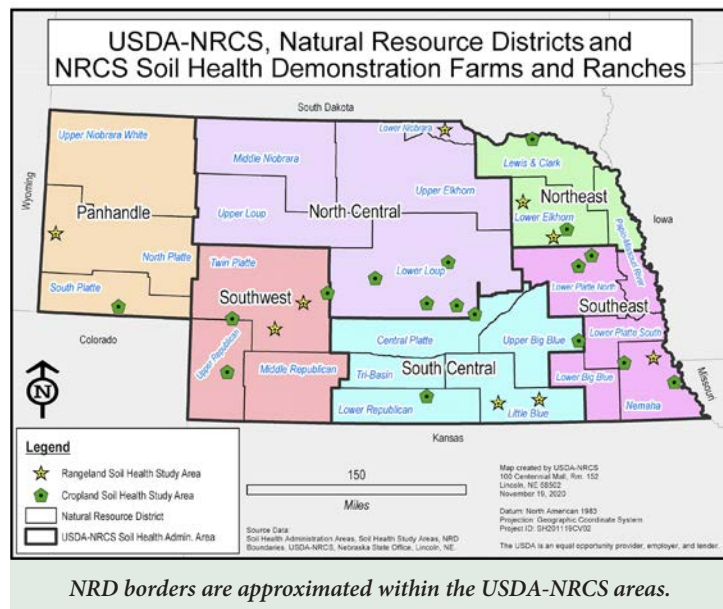 USDA-NRCS, Natural Resource Districts and
NRCS Soil Health Demonstration Farms and Ranches
South Dakota
Wyoming
Iowa
Colorado
Kansas
Missouri
Upper Niobrara White
Panhandle
North Platte
South Platte
Middle Niobrara
Lower Niobrara
Upper Loup
North Central
Upper Elkhorn
Lower Loup
Lewis & Clark
Northeast
Lower Elkhorn
Papio-Missouri River
Twin Platte
Southwest
Upper Republican
Middle Republican
Central Platte
South Central
Tri-Basin
Lower Republican
Upper Big Blue
Little Blue
Lower Platte North
Southeast
Lower Platte South
Lower Big Blue
Nemaha
N
Legend
Rangeland Soil Health Study Area
Cropland Soil Health Study Area
Natural Resource District
USDA-NRCS Soil Health Admin. Area
150
Miles
Source Data:
Soil Health Administration Areas, Soil Health Study Areas, NRD
Boundaries. USDA-NRCS, Nebraska State Office, Lincoln, NE.
Map created by USDA-NRCS
100 Centennial Mall, Rm. 152
Lincoln, NE 68502
November 19, 2020
Datum: North American 1983
Projection: Geographic Coordinate System
Project ID: SH201119CV02
The USDA is an equal opportunity provider, employer, and lender.
NRD borders are approximated within the USDA-NRCS areas.